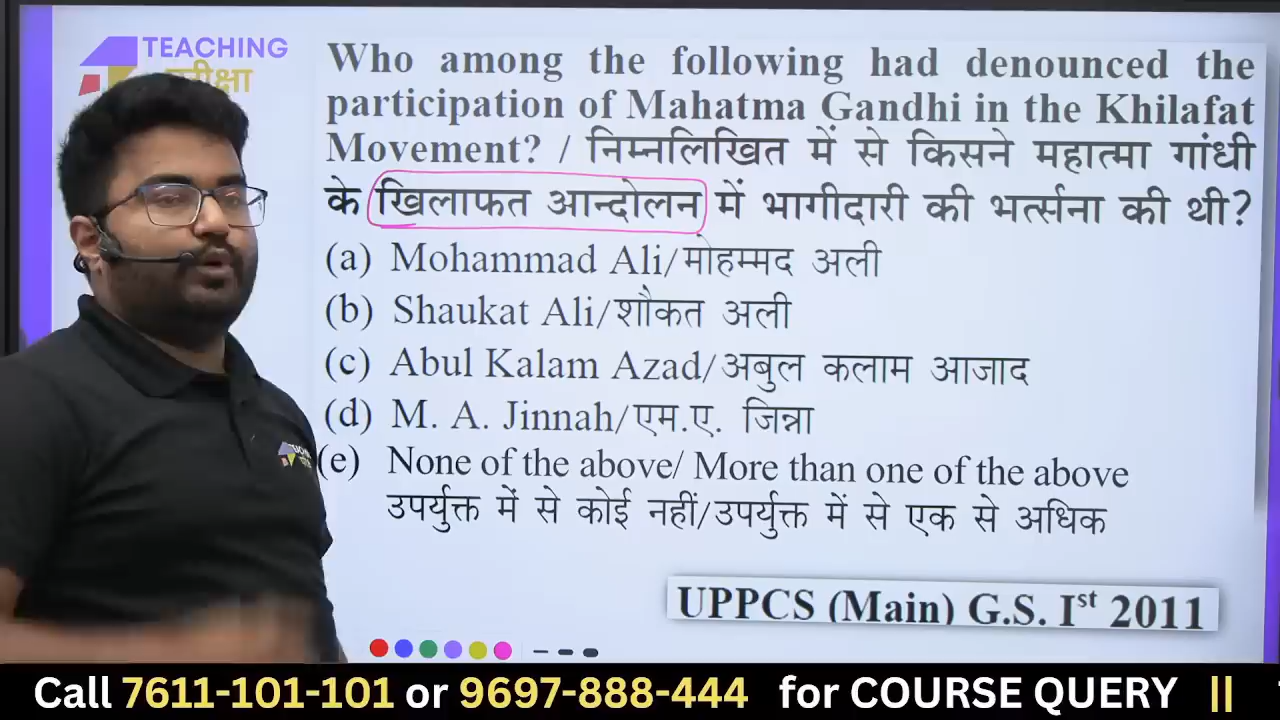 TEACHING
परीक्षा
Who among the following had denounced the
participation of Mahatma Gandhi in the Khilafat
Movement? / निम्नलिखित में से किसने महात्मा गांधी
के खिलाफत आन्दोलन में भागीदारी की भर्त्सना की थी?
(a) Mohammad Ali/मोहम्मद अली
(b) Shaukat Ali/शौकत अली
(c) Abul Kalam Azad/अबुल कलाम आजाद
(d) M. A. Jinnah/एम.ए. जिन्ना
(e) None of the above/ More than one of the above
उपर्युक्त में से कोई नहीं/उपर्युक्त में से एक से अधिक
UPPCS (Main) G.S. Ist 2011
Call 7611-101-101 or 9697-888-444 for COURSE QUERY ||